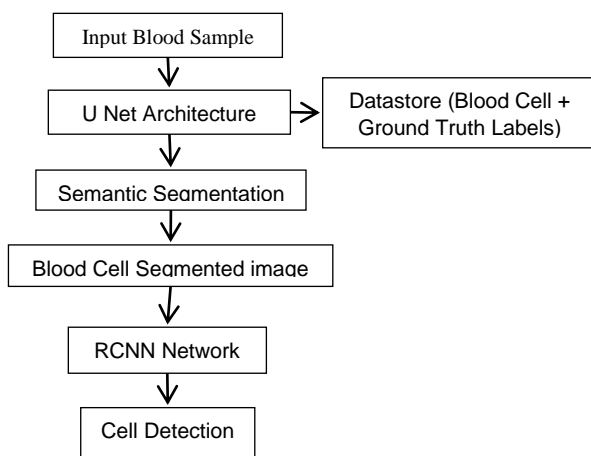 Input Blood Sample
U Net Architecture
Datastore (Blood Cell +
Ground Truth Labels)
Semantic Segmentation
Blood Cell Segmented image
RCNN Network
Cell Detection